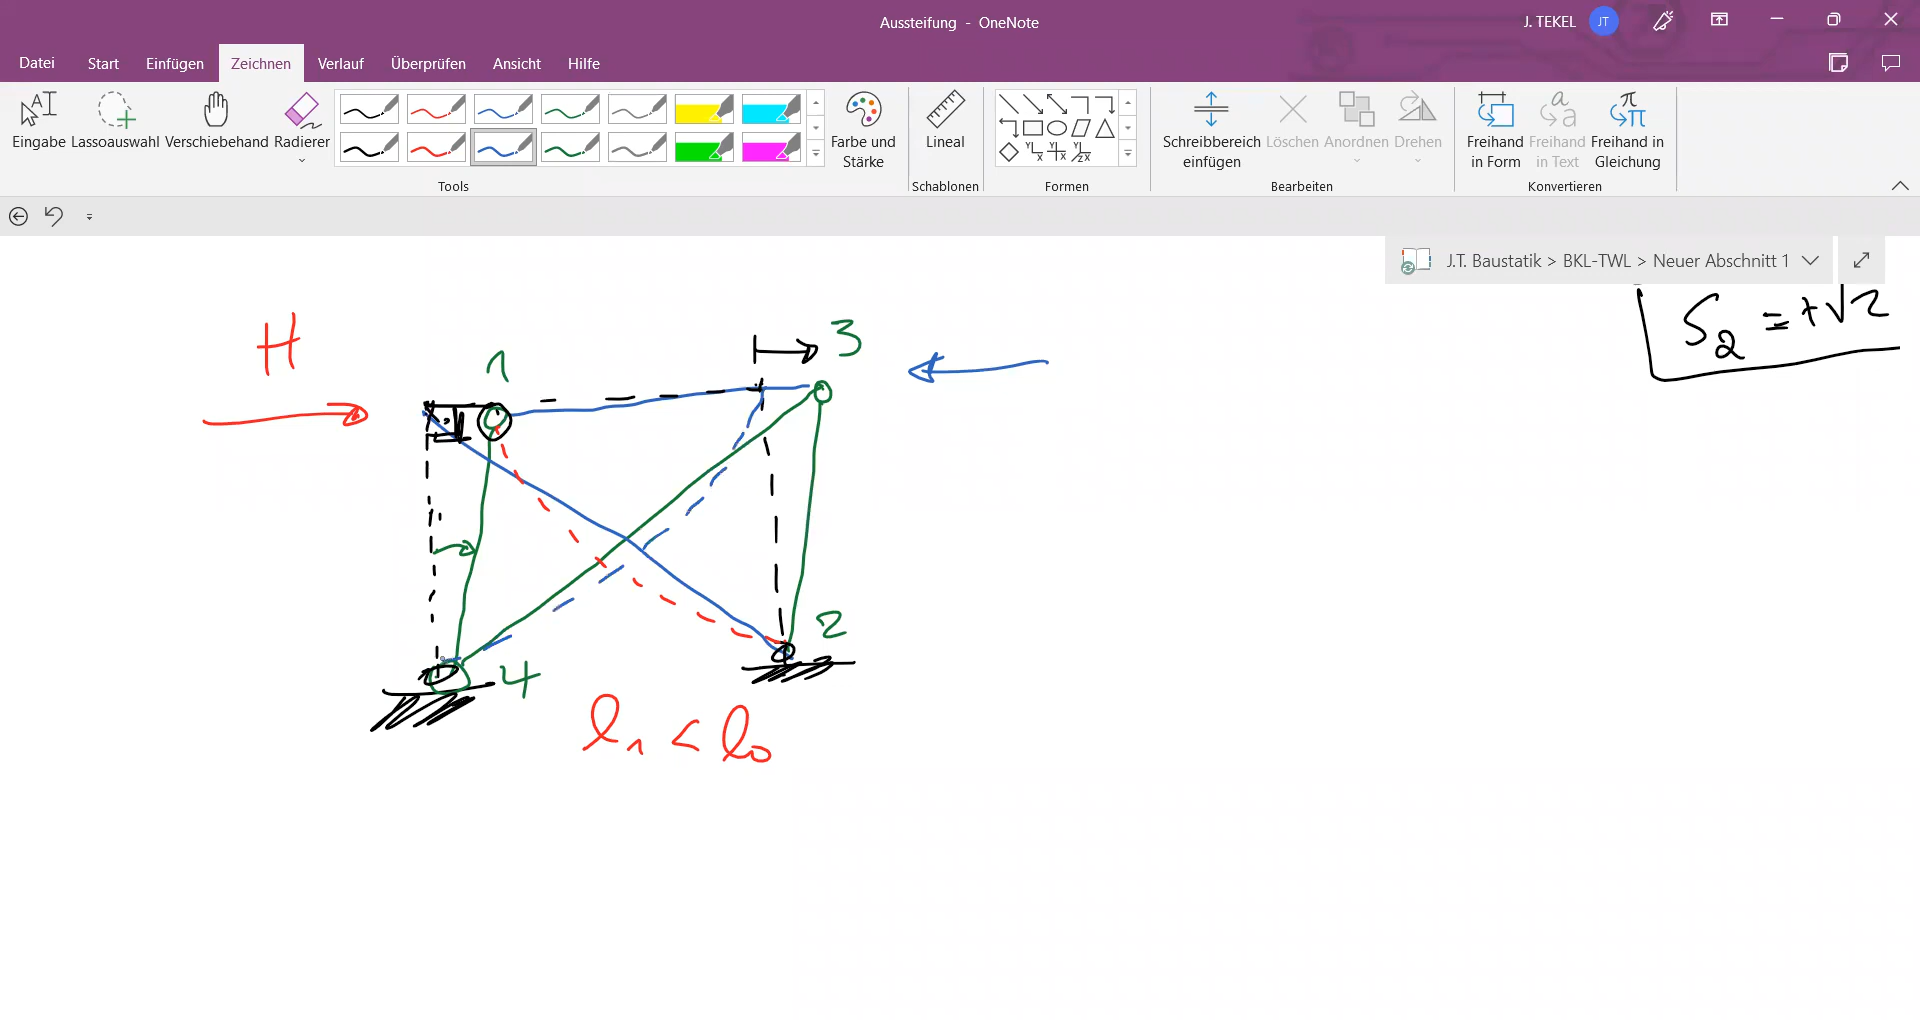 Aussteifung - OneNote
J. TEKEL
JT
Datei Start Einfügen Zeichnen Verlauf Überprüfen Ansicht Hilfe
Eingabe
Lassoauswahl
Verschiebehand
Radierer
Tools
Farbe und Stärke
Lineal
Schablonen
Formen
Schreibbereich einfügen
Löschen
Anordnen
Drehen
Bearbeiten
Freihand in Form
Freihand in Text
Freihand in Gleichung
Konvertieren
J.T. Baustatik > BKL-TWL > Neuer Abschnitt 1
S₂ = +√2
H
1
3
2
4
l₁ < l₀